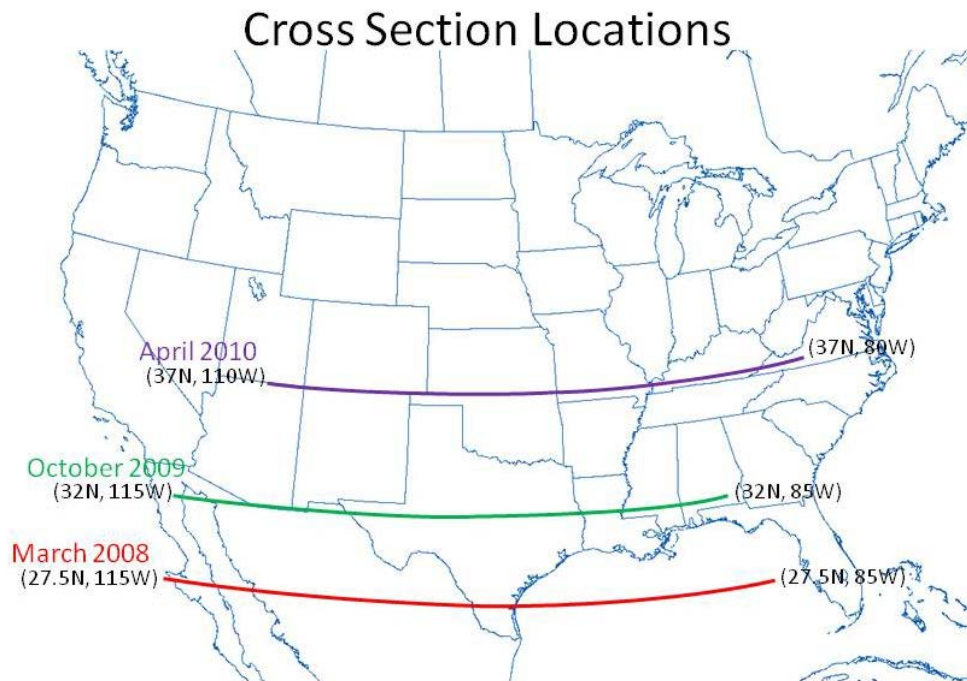 Cross Section Locations
April 2010
(37N, 110W)
(37N, 80W)
October 2009
(32N, 115W)
(32N, 85W)
March 2008
(27.5N, 115W)
(27.5N, 85W)